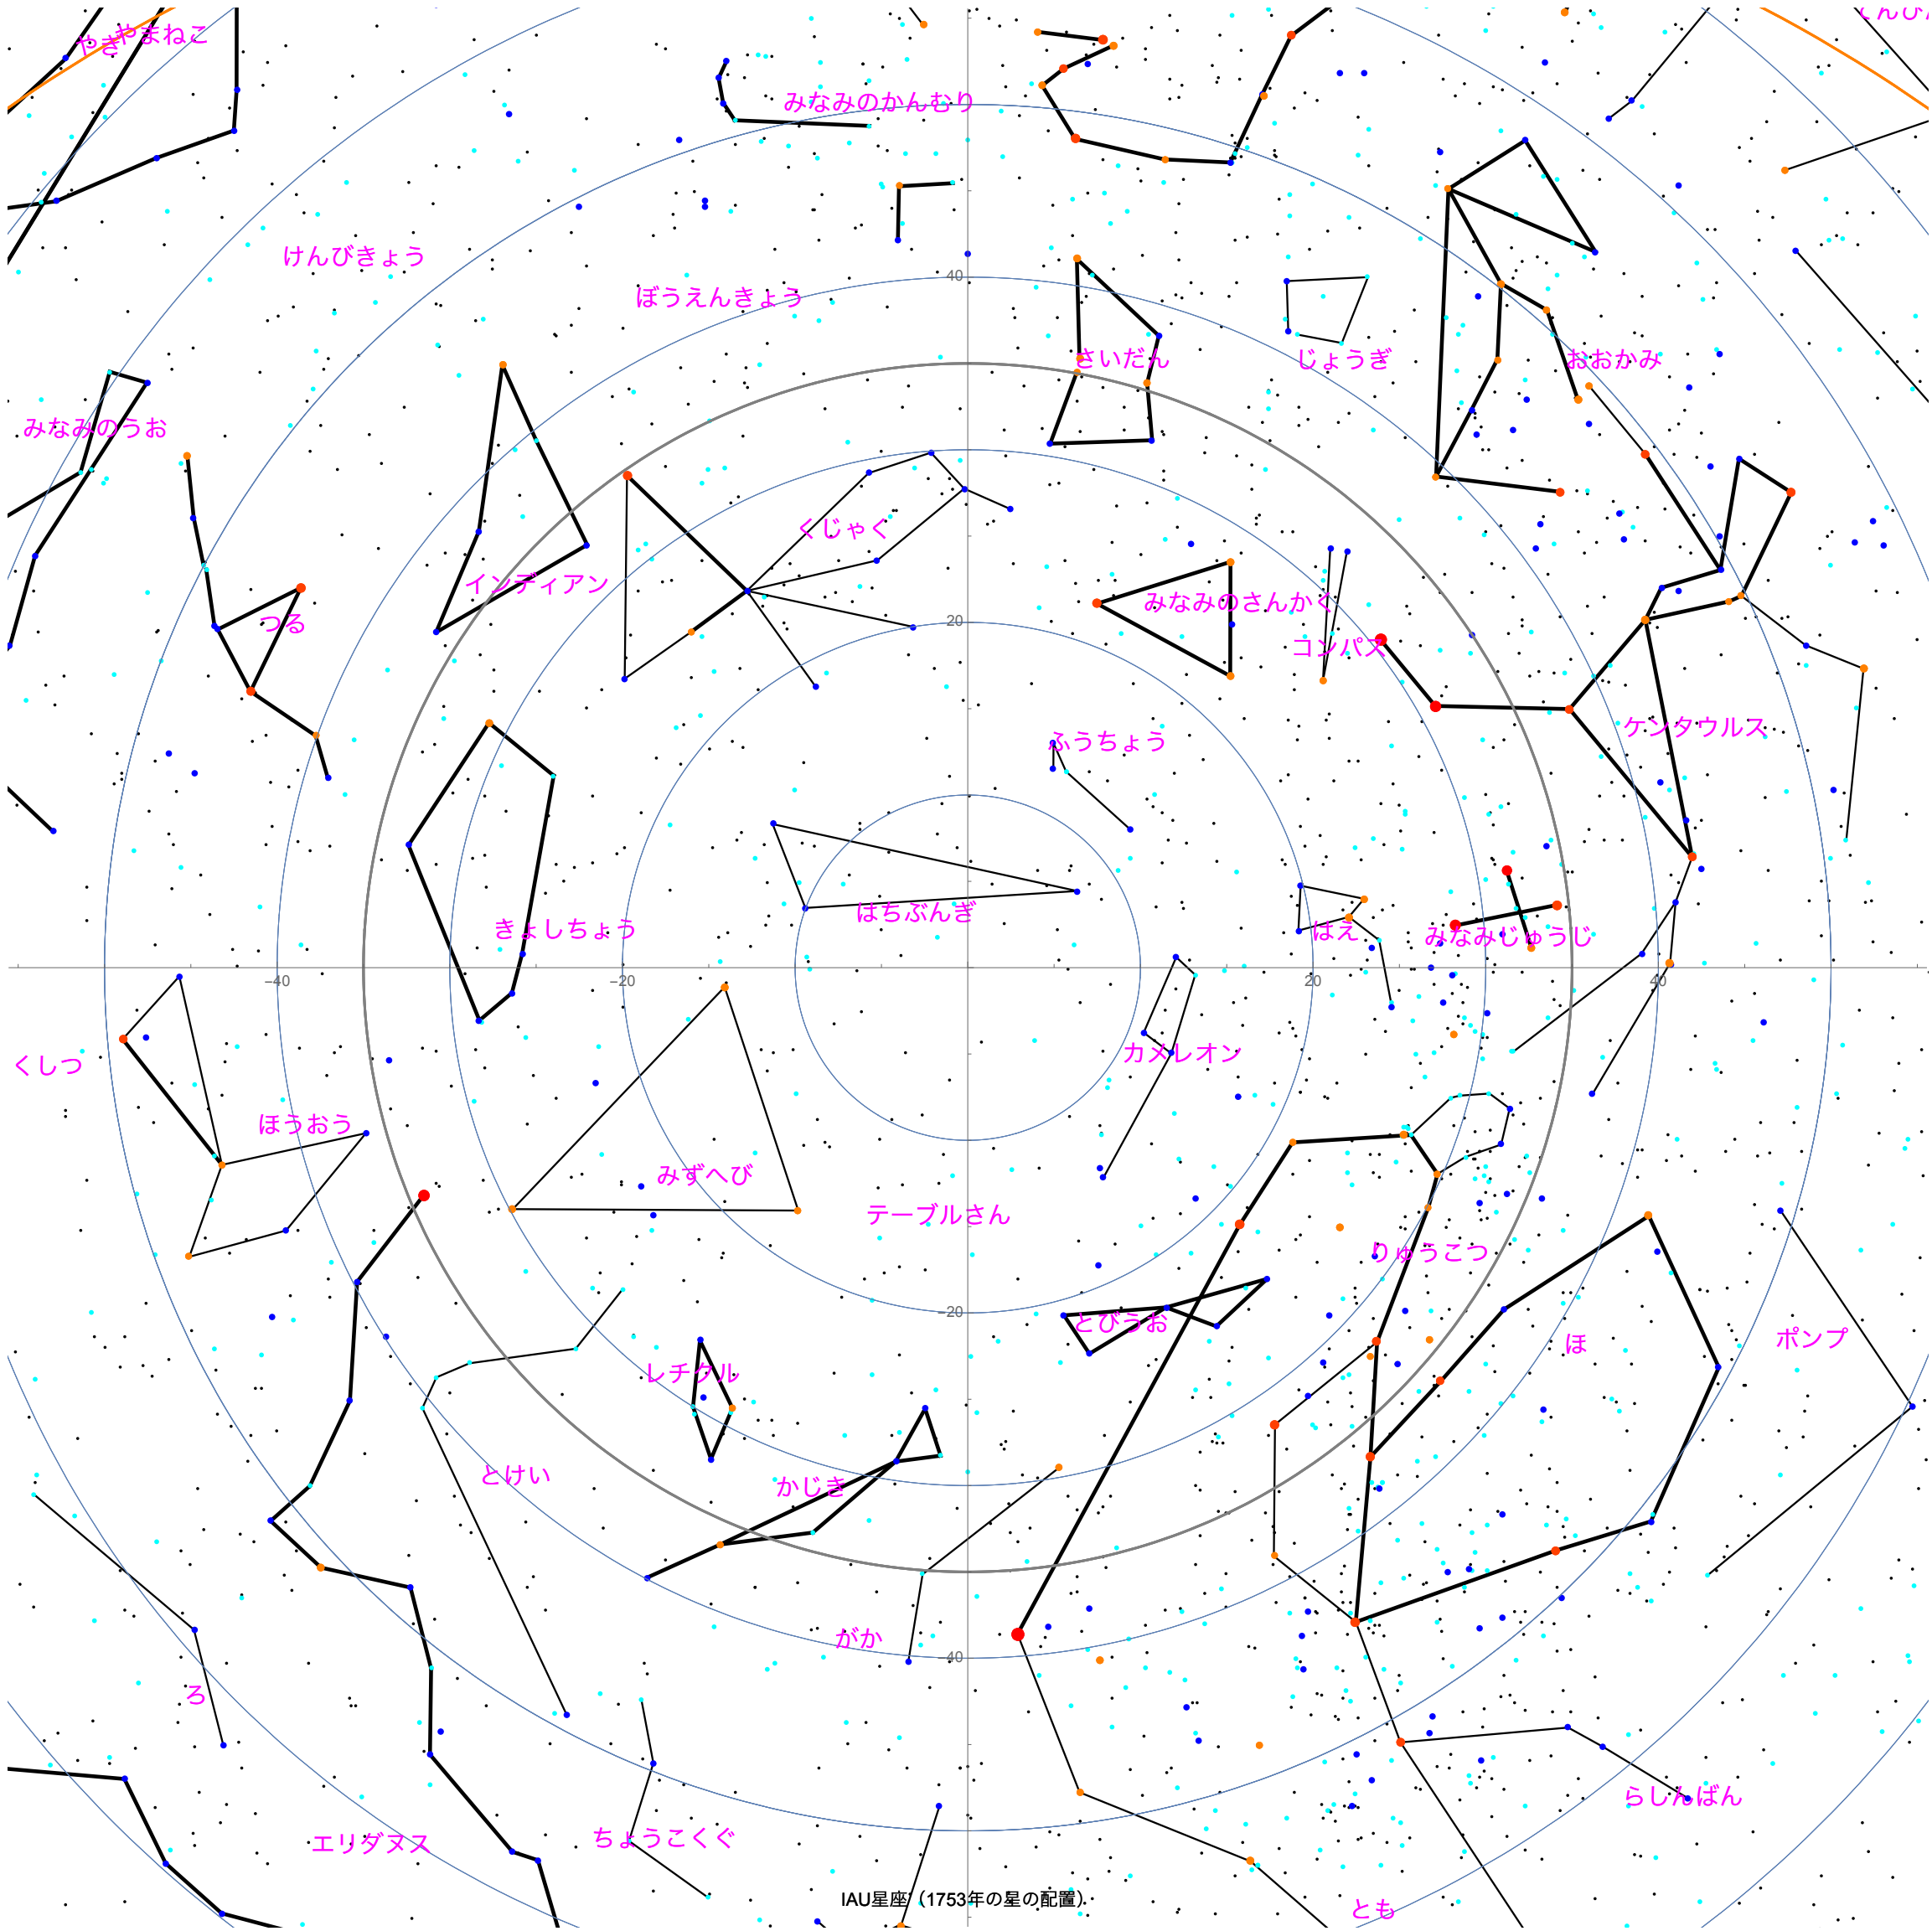 やぎ
やまねこ
みなみのかんむり
けんびきょう
ぼうえんきょう
40
さいだん
じょうぎ
おおかみ
みなみのうお
くじゃく
インディアン
つる
20
みなみのさんかく
コンパス
ケンタウルス
ふうちょう
はちぶんぎ
きょしちょう
はえ
みなみじゅうじ
-40
-20
20
40
くしつ
カメレオン
ほうおう
みずへび
テーブルさん
りゅうこつ
-20
とびうお
ほ
ポンプ
レチクル
とけい
かじき
がか
-40
ろ
らしんばん
エリダヌス
ちょうこくぐ
IAU星座 (1753年の星の配置)
とも